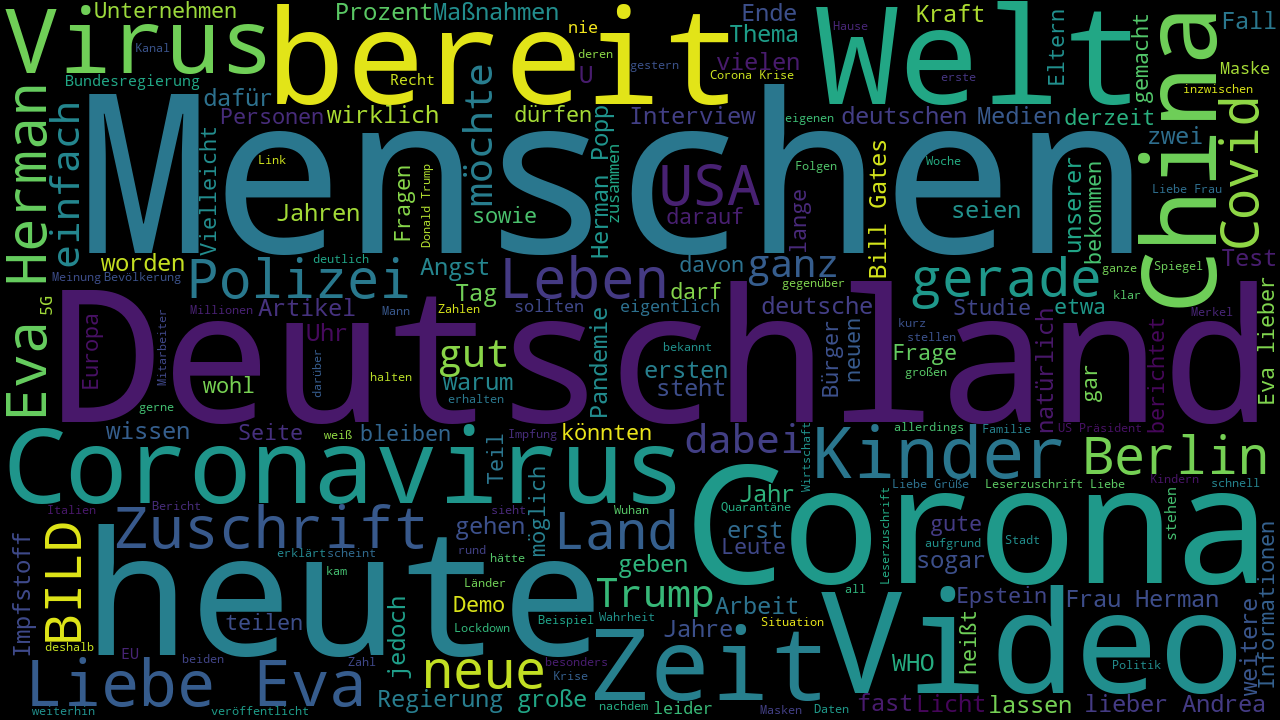 Virus
Unternehmen
Kanal
Bundesregierung
bereit
Prozent
Maßnahmen
nie
deren
U
gestern
Recht
Ende
Thema
vielen
Corona Krise
Welt
Hause
Kraft
erste
Eltern
gemacht
China
Fall
Maske
inzwischen
Covid
Eva Herman
einfach
dafür
Personen
wirklich
Vielleicht
Menschen
Link
Jahren
Fragen
Donald Trump
möchte
sowie
dürfen
Herman Popp
zusammen
Interview
USA
darauf
lange
eigenen
Folgen
Bill Gates
deutschen
Medien
Woche
seien
derzeit
unserer
bekommen
zwei
Liebe Frau
worden
Meinung
Bevölkerung
Polizei
deutlich
Angst
Tag
Leben
sollten
eigentlich
davon
darf
ganz
gegenüber
deutsche
gerade
Studie
etwa
ganze
klar
Spiegel
Test
Eva lieber
5G
Europa
Mitarbeiter
Millionen
Artikel
Uhr
Mann
Zahlen
Deutschland
darüber
halten
gut
Pandemie
bekannt
ersten
steht
Bürger
neuen
kurz
stellen
Frage
großen
natürlich
gar
berichtet
Merkel
gerne
wohl
warum
erhalten
wissen
Seite
weiß
bleiben
Teil
Impfung
könnten
dabei
Wirtschaft
allerdings
Familie
US Präsident
Kinder
Berlin
Coronavirus
Jahr
Quarantäne
Liebe Grüße
Leserzuschrift Liebe
Kindern
schnell
Italien
Bericht
Zuschrift
sieht
gehen
möglich
Wuhan
Land
erst
Leute
Corona
Leserzuschrift
gute
aufgrund
sogar
Stadt
stehen
Impfstoff
BILD
heute
erklärt
scheint
kam
rund
hätte
geben
Länder
Trump
Arbeit
all
Epstein
Frau Herman
teilen
jedoch
Demo
Lockdown
Beispiel
Wahrheit
Jahre
Situation
Video
WHO
heißt
Politik
weitere
Informationen
deshalb
EU
beiden
Zahl
Liebe Eva
neue
besonders
Krise
Zeit
weiterhin
veröffentlicht
Regierung
große
nachdem
leider
Masken
Daten
fast
Licht
lassen
lieber Andrea